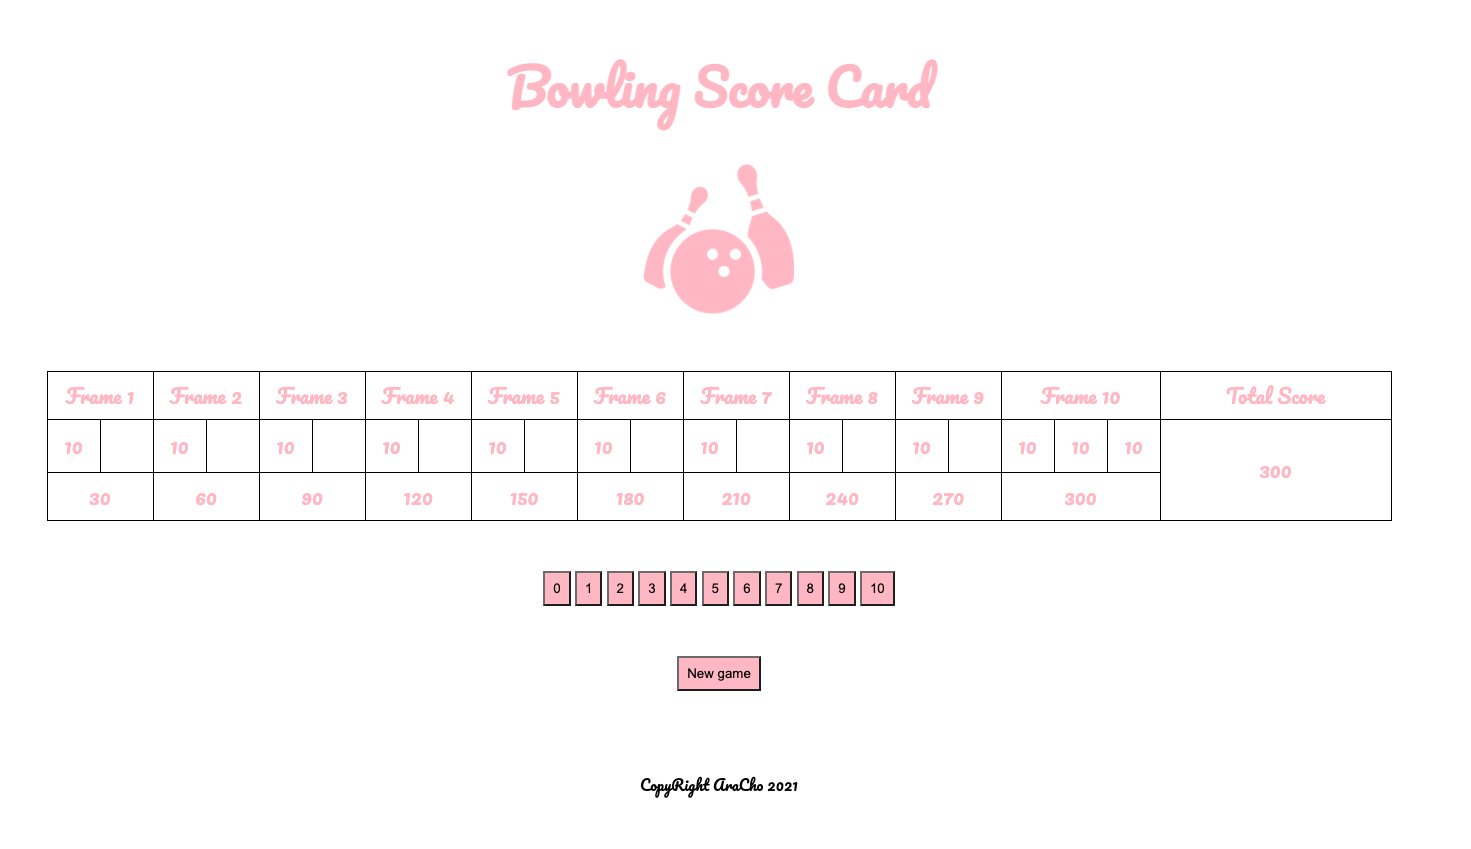 Bowling Score Card
Frame 1 Frame 2 Frame 3 Frame 4 Frame 5 Frame 6 Frame 7 Frame 8 Frame 9 Frame 10 Total Score
10 10 10 10 10 10 10 10 10 10 10 10
300
30 60 90 120 150 180 210 240 270 300
0 1 2 3 4 5 6 7 8 9 10
New game
CopyRight AraCho 2021